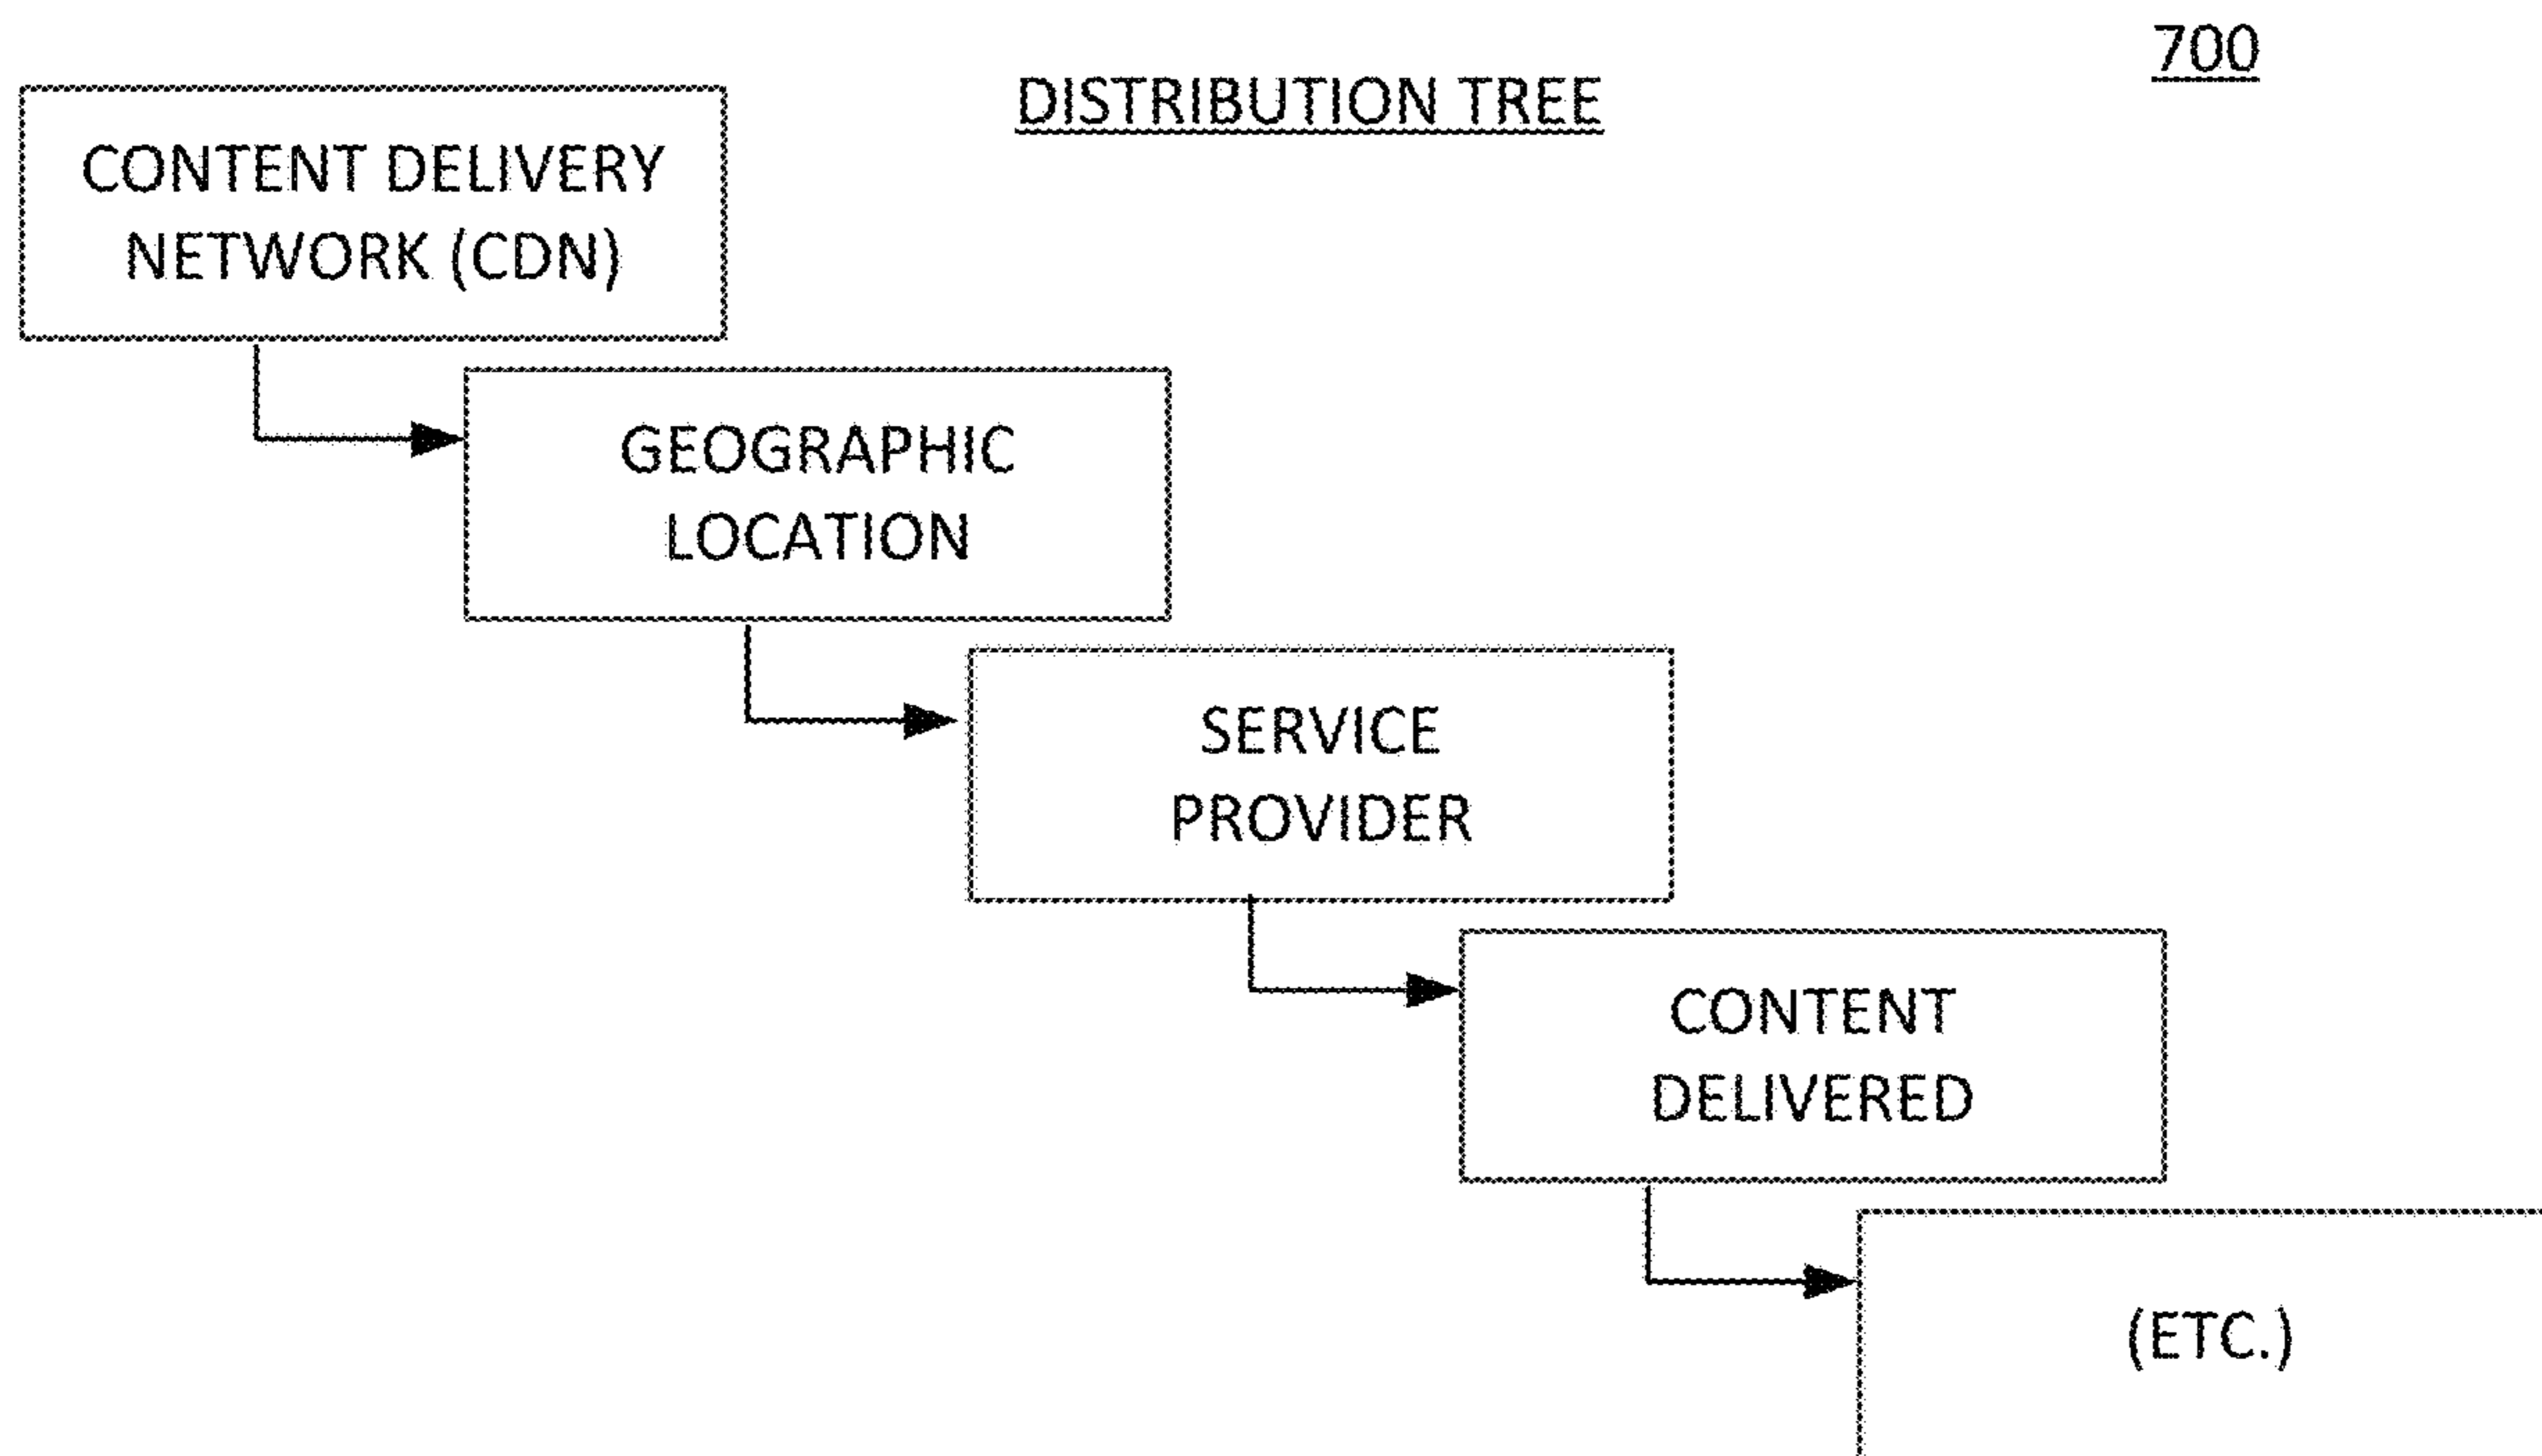 700
DISTRIBUTION TREE
CONTENT DELIVERY
NETWORK (CDN)
GEOGRAPHIC
LOCATION
SERVICE
PROVIDER
CONTENT
DELIVERED
(ETC.)